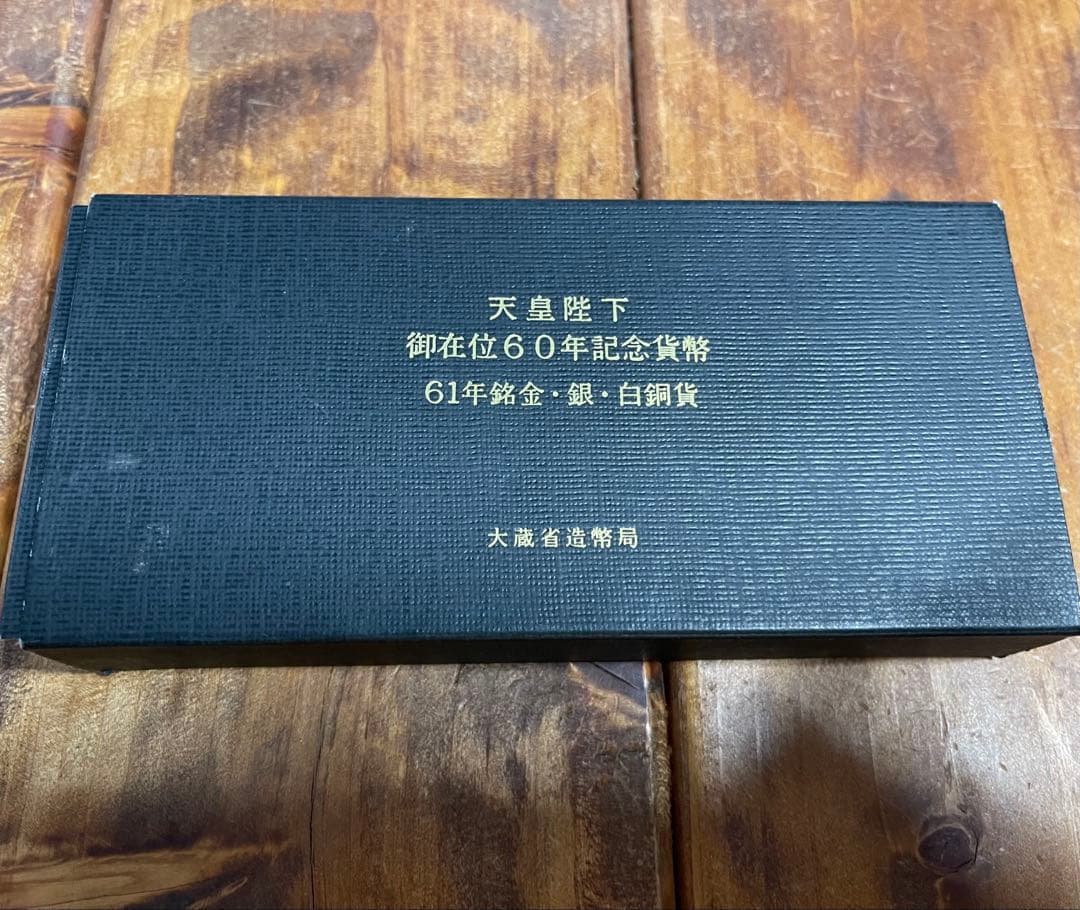 天皇陛下
御在位60年記念貨幣
61年銘金・銀・白銅貨
大蔵省造幣局